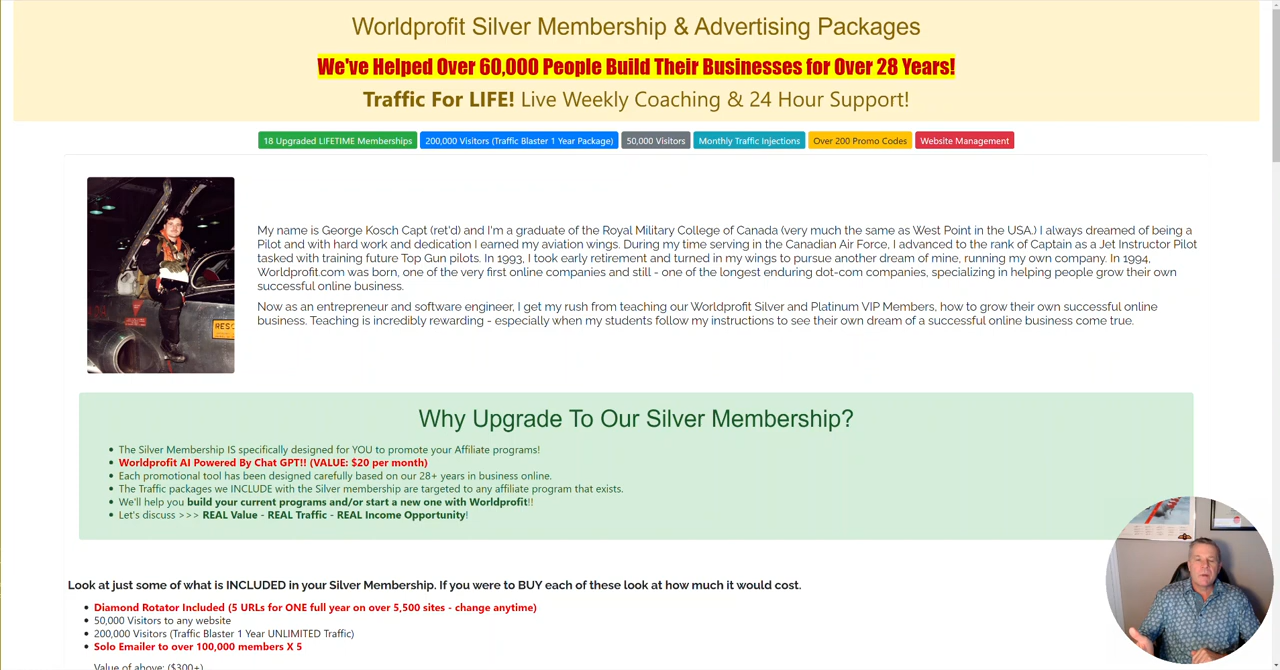 Worldprofit Silver Membership & Advertising Packages
We've Helped Over 60,000 People Build Their Businesses for Over 28 Years!
Traffic For LIFE! Live Weekly Coaching & 24 Hour Support!
18 Upgraded LIFETIME Memberships
200,000 Visitors (Traffic Blaster 1 Year Package)
50,000 Visitors
Monthly Traffic Injections
Over 200 Promo Codes
Website Management
My name is George Kosch Capt (ret'd) and I'm a graduate of the Royal Military College of Canada (very much the same as West Point in the USA.) I always dreamed of being a
Pilot and with hard work and dedication I earned my aviation wings. During my time serving in the Canadian Air Force, I advanced to the rank of Captain as a Jet Instructor Pilot
tasked with training future Top Gun pilots. In 1993, I took early retirement and turned in my wings to pursue another dream of mine, running my own company. In 1994,
Worldprofit.com was born, one of the very first online companies and still - one of the longest enduring dot-com companies, specializing in helping people grow their own
successful online business.
Now as an entrepreneur and software engineer, I get my rush from teaching our Worldprofit Silver and Platinum VIP Members, how to grow their own successful online
business. Teaching is incredibly rewarding - especially when my students follow my instructions to see their own dream of a successful online business come true.
RESC
Why Upgrade To Our Silver Membership?
• The Silver Membership IS specifically designed for YOU to promote your Affiliate programs!
• Worldprofit AI Powered By Chat GPT!! (VALUE: $20 per month)
• Each promotional tool has been designed carefully based on our 28+ years in business online.
• The Traffic packages we INCLUDE with the Silver membership are targeted to any affiliate program that exists.
• We'll help you build your current programs and/or start a new one with Worldprofit!!
• Let's discuss >>> REAL Value - REAL Traffic - REAL Income Opportunity!
Look at just some of what is INCLUDED in your Silver Membership. If you were to BUY each of these look at how much it would cost.
• Diamond Rotator Included (5 URLs for ONE full year on over 5,500 sites - change anytime)
• 50,000 Visitors to any website
• 200,000 Visitors (Traffic Blaster 1 Year UNLIMITED Traffic)
• Solo Emailer to over 100,000 members X 5
Value of above: ($300+)